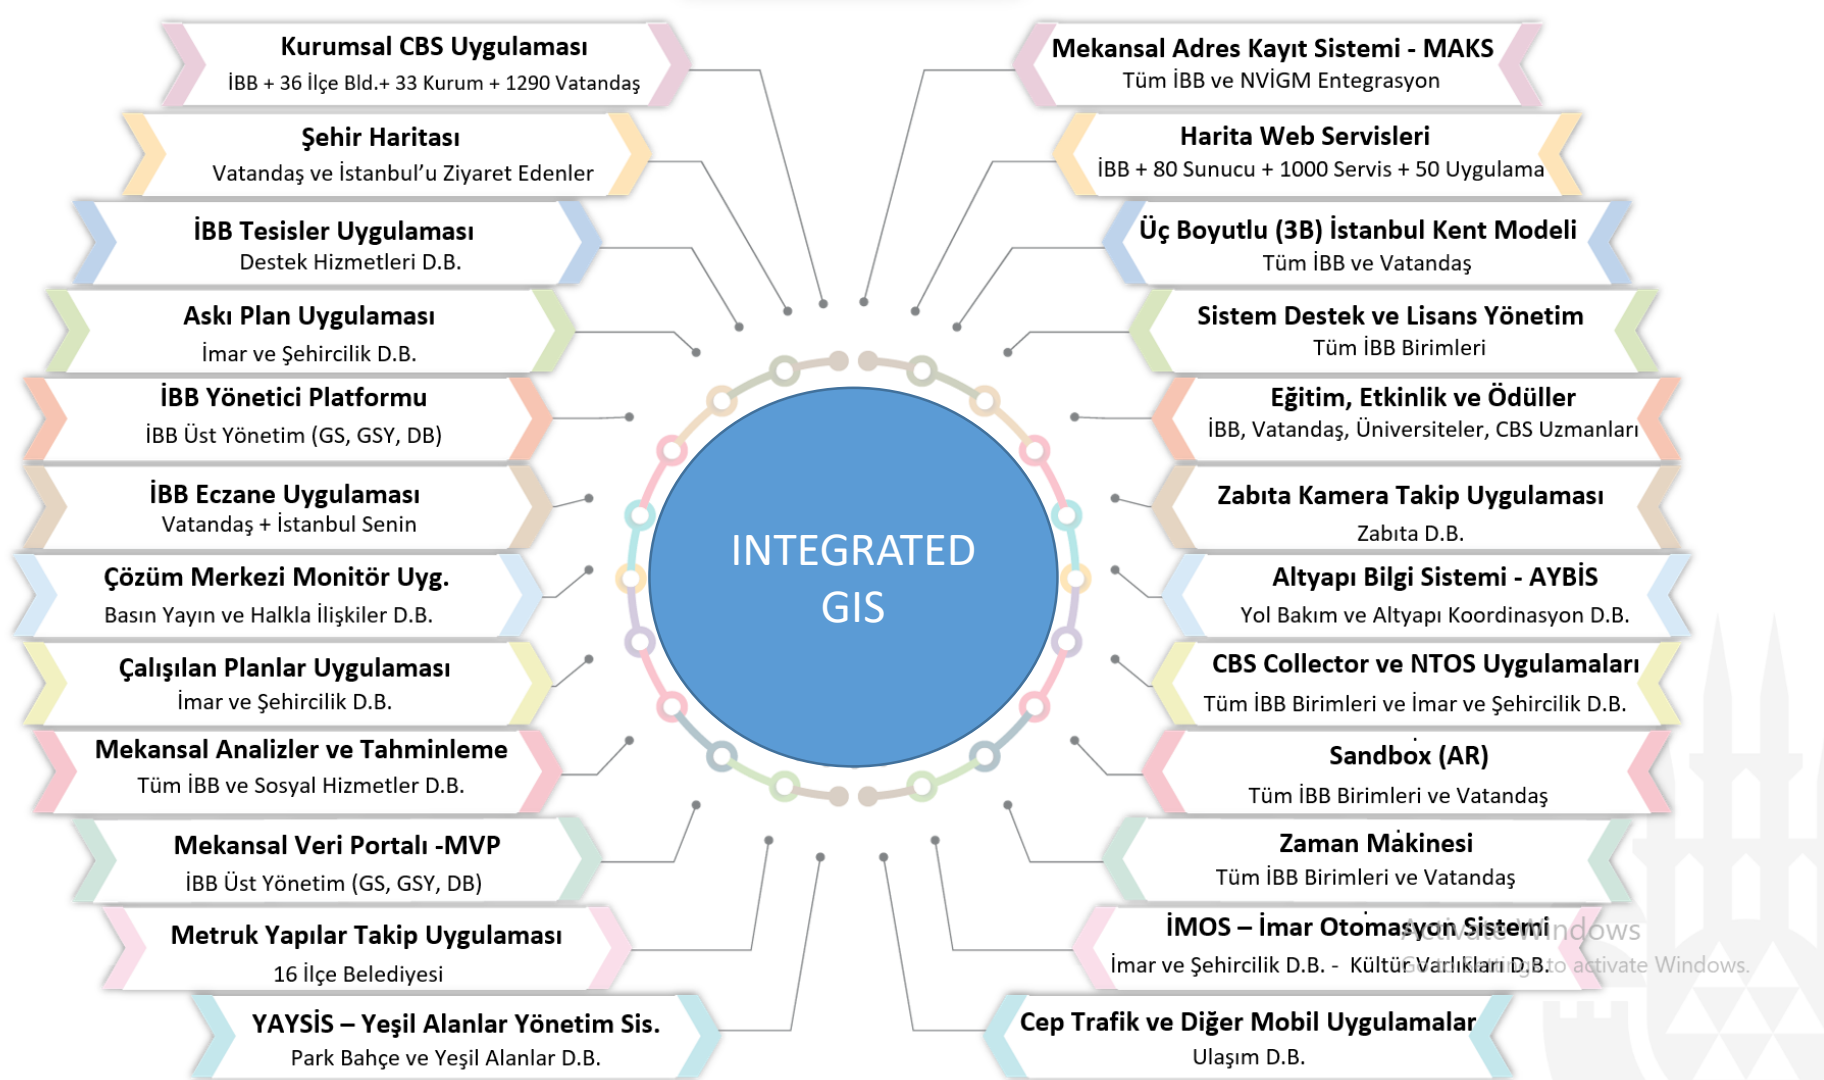 Kurumsal CBS Uygulaması
İBB + 36 İlçe Bld.+ 33 Kurum + 1290 Vatandaş
Şehir Haritası
Vatandaş ve İstanbul’u Ziyaret Edenler
İBB Tesisler Uygulaması
Destek Hizmetleri D.B.
Askı Plan Uygulaması
İmar ve Şehircilik D.B.
İBB Yönetici Platformu
İBB Üst Yönetim (GS, GSY, DB)
İBB Eczane Uygulaması
Vatandaş + İstanbul Senin
Çözüm Merkezi Monitör Uyg.
Basın Yayın ve Halkla İlişkiler D.B.
Çalışılan Planlar Uygulaması
İmar ve Şehircilik D.B.
Mekansal Analizler ve Tahminleme
Tüm İBB ve Sosyal Hizmetler D.B.
Mekansal Veri Portalı -MVP
İBB Üst Yönetim (GS, GSY, DB)
Metruk Yapılar Takip Uygulaması
16 İlçe Belediyesi
YAYSİS – Yeşil Alanlar Yönetim Sis.
Park Bahçe ve Yeşil Alanlar D.B.
INTEGRATED
GIS
Mekansal Adres Kayıt Sistemi - MAKS
Tüm İBB ve NVİGM Entegrasyon
Harita Web Servisleri
İBB + 80 Sunucu + 1000 Servis + 50 Uygulama
Üç Boyutlu (3B) İstanbul Kent Modeli
Tüm İBB ve Vatandaş
Sistem Destek ve Lisans Yönetim
Tüm İBB Birimleri
Eğitim, Etkinlik ve Ödüller
İBB, Vatandaş, Üniversiteler, CBS Uzmanları
Zabıta Kamera Takip Uygulaması
Zabıta D.B.
Altyapı Bilgi Sistemi - AYBİS
Yol Bakım ve Altyapı Koordinasyon D.B.
CBS Collector ve NTOS Uygulamaları
Tüm İBB Birimleri ve İmar ve Şehircilik D.B.
Sandbox (AR)
Tüm İBB Birimleri ve Vatandaş
Zaman Makinesi
Tüm İBB Birimleri ve Vatandaş
İMOS – İmar Otomasyon Sistemi
İmar ve Şehircilik D.B. - Kültür Varlıkları D.B.
Cep Trafik ve Diğer Mobil Uygulamalar
Ulaşım D.B.
Activate Windows
Go to Settings to activate Windows.